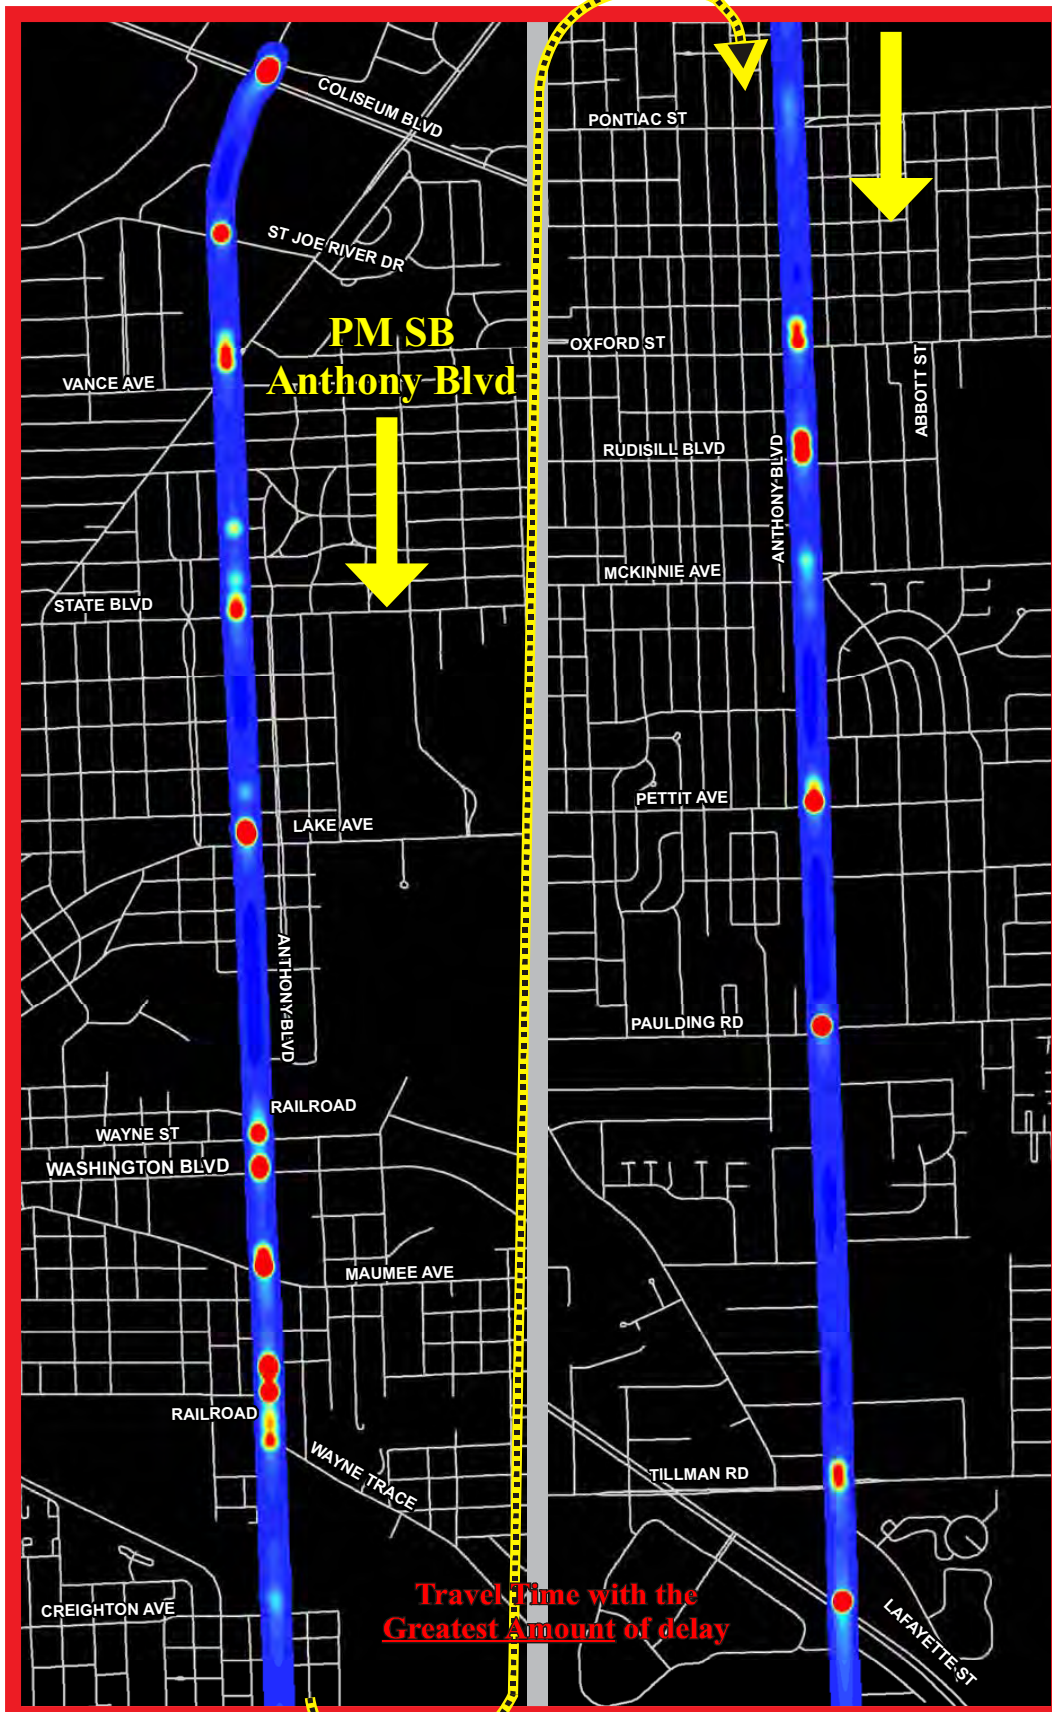 COLISEUM BLVD
ST JOE RIVER DR
PM SB
Anthony Blvd
VANCE AVE
STATE BLVD
LAKE AVE
ANTHONY BLVD
RAILROAD
WAYNE ST
WASHINGTON BLVD
MAUMEE AVE
RAILROAD
WAYNE TRACE
CREIGHTON AVE
PONTIAC ST
OXFORD ST
ABBOTT ST
RUDISILL BLVD
ANTHONY BLVD
MCKINNIE AVE
PETTIT AVE
PAULDING RD
TILLMAN RD
LAFAYETTE ST
Travel Time with the
Greatest Amount of delay